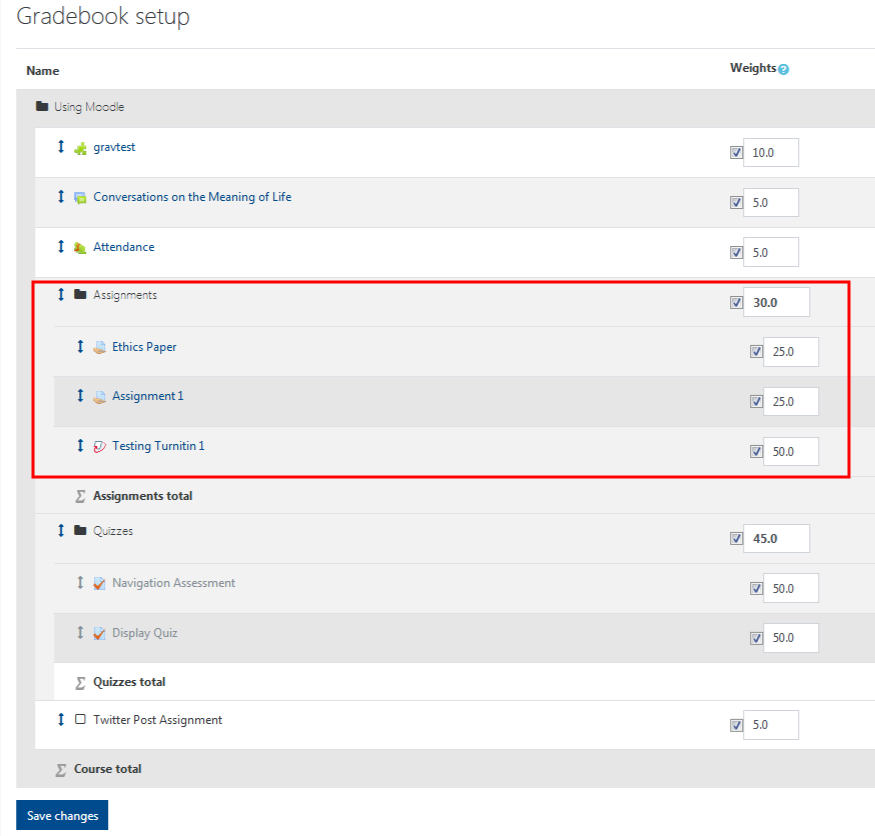 Gradebook setup
Name Weights ?
Using Moodle
gravtest 10.0
Conversations on the Meaning of Life 5.0
Attendance 5.0
Assignments 30.0
Ethics Paper 25.0
Assignment 1 25.0
Testing Turnitin 1 50.0
Σ Assignments total
Quizzes 45.0
Navigation Assessment 50.0
Display Quiz 50.0
Σ Quizzes total
Twitter Post Assignment 5.0
Σ Course total
Save changes